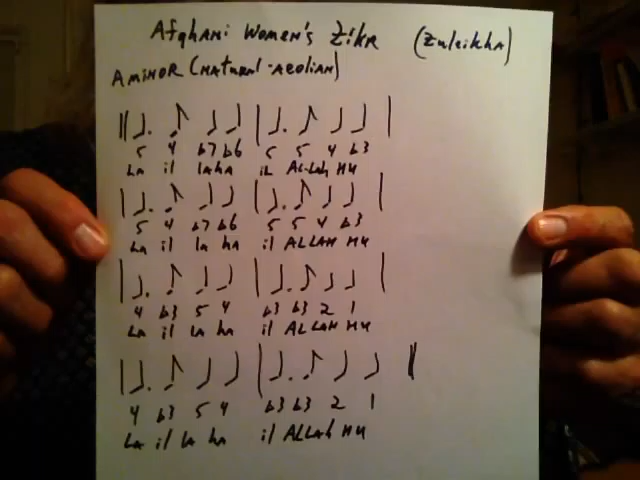 Afghani Women's Zikr (Zuleikha)
Aminor (natural-aeolian)
5 4 b7 b6 5 5 4 b3
La il laha il Allah Hu
5 4 b7 b6 5 5 4 b3
La il la ha il ALLAH HU
4 b3 5 4 b3 b3 2 1
La il la ha il ALLAH HU
4 b3 5 4 b3 b3 2 1
La il la ha il ALLAH HU